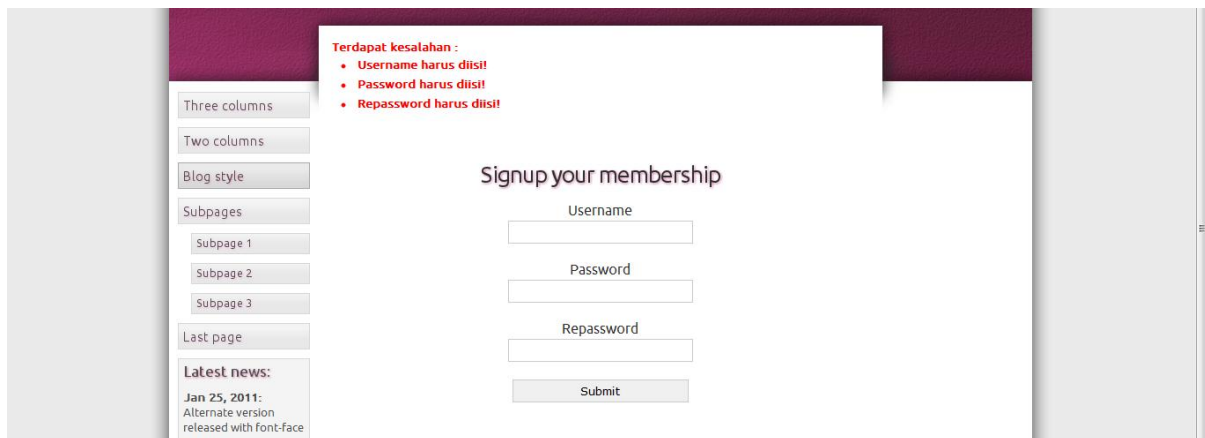 Terdapat kesalahan :
Username harus diisi!
Password harus diisi!
Repassword harus diisi!
Three columns
Two columns
Blog style
Subpages
Subpage 1
Subpage 2
Subpage 3
Last page
Latest news:
Jan 25, 2011:
Alternate version
released with font-face
Signup your membership
Username
Password
Repassword
Submit